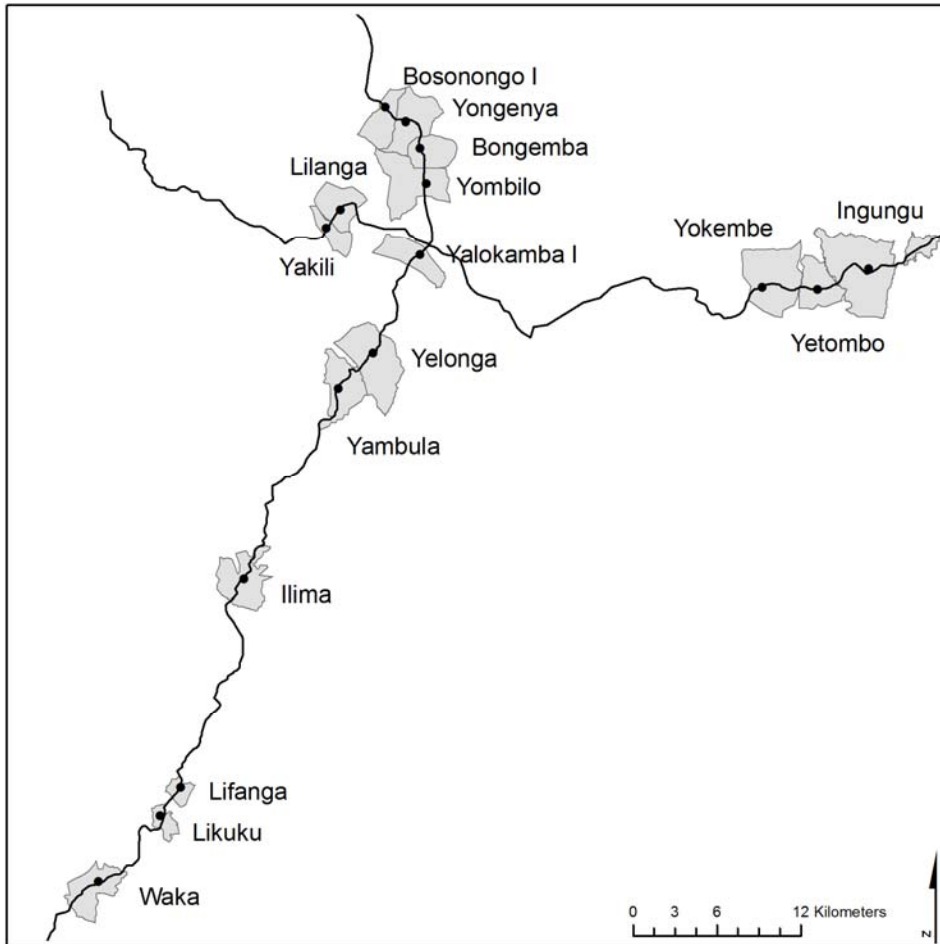 Bosonongo I
Yongenya
Bongemba
Lilanga
Yombilo
Ingungu
Yokembe
Yakili
Yalokamba I
Yetombo
Yelonga
Yambula
Ilima
Lifanga
Likuku
Waka
0 3 6 12 Kilometers
N